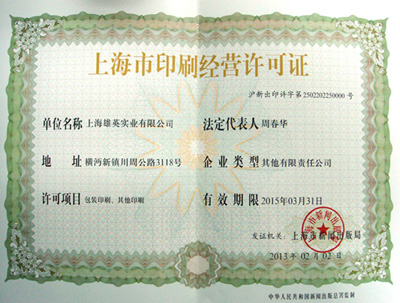 上海市印刷经营许可证
沪新出印许字第2502202250000 号
单位名称 上海雄英实业有限公司 法定代表人 周春华
地 址 横沔新镇川周公路3118号 企业类型 其他有限责任公司
许可项目 包装印刷、其他印刷 有效期限 2015年03月31日
发证机关：上海市新闻出版局
2013 年 02 月 02 日
中华人民共和国新闻出版总署监制